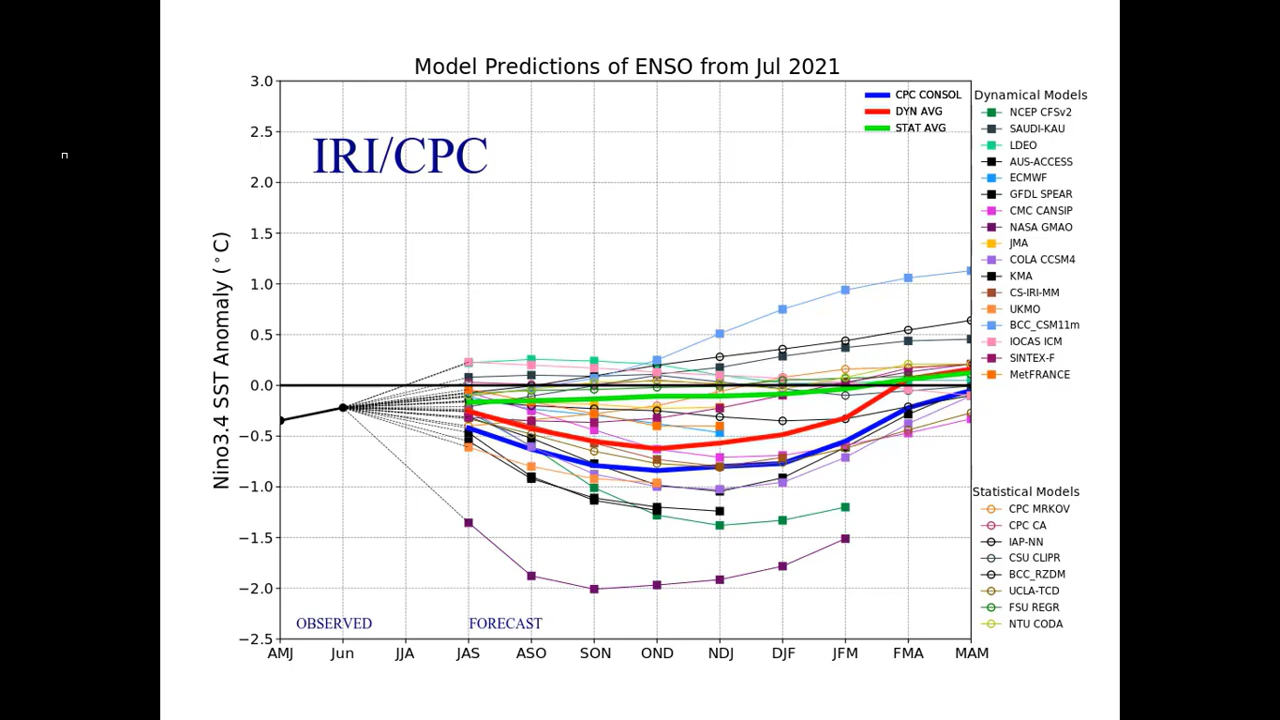 Model Predictions of ENSO from Jul 2021
IRI/CPC
CPC CONSOL
DYN AVG
STAT AVG
Nino3.4 SST Anomaly (°C)
3.0
2.5
2.0
1.5
1.0
0.5
0.0
−0.5
−1.0
−1.5
−2.0
−2.5
OBSERVED
FORECAST
AMJ Jun JJA JAS ASO SON OND NDJ DJF JFM FMA MAM
Dynamical Models
NCEP CFSv2
SAUDI-KAU
LDEO
AUS-ACCESS
ECMWF
GFDL SPEAR
CMC CANSIP
NASA GMAO
JMA
COLA CCSM4
KMA
CS-IRI-MM
UKMO
BCC_CSM11m
IOCAS ICM
SINTEX-F
MetFRANCE
Statistical Models
CPC MRKOV
CPC CA
IAP-NN
CSU CLIPR
BCC_RZDM
UCLA-TCD
FSU REGR
NTU CODA